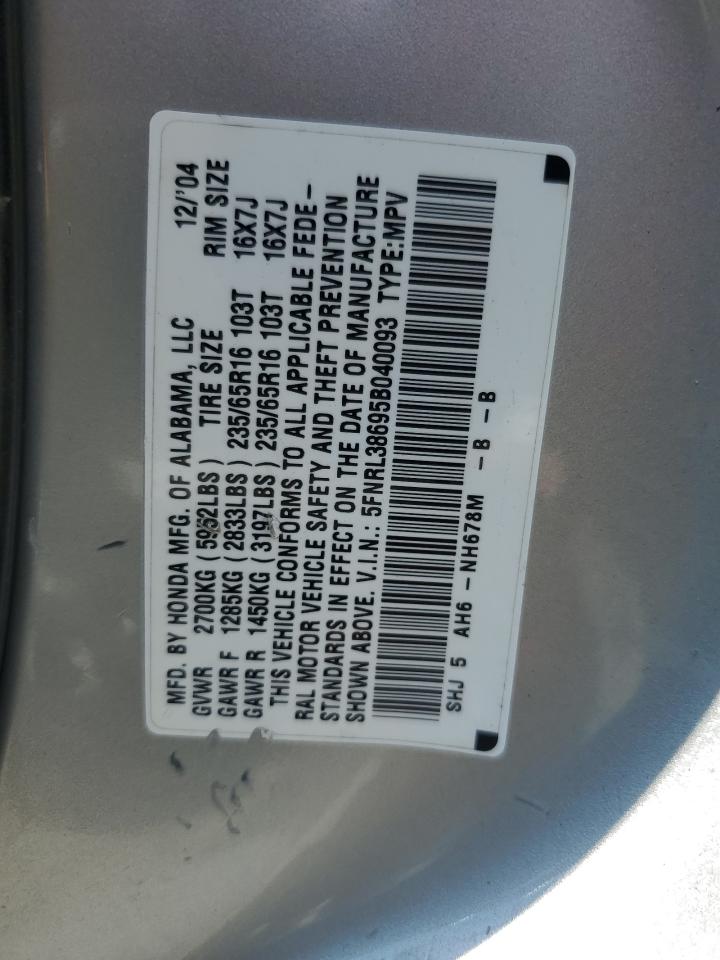 MFD. BY HONDA MFG. OF ALABAMA, LLC 12/'04
GVWR 2700KG (5952LBS) TIRE SIZE RIM SIZE
GAWR F 1285KG (2833LBS) 235/65R16 103T 16X7J
GAWR R 1450KG (3197LBS) 235/65R16 103T 16X7J
THIS VEHICLE CONFORMS TO ALL APPLICABLE FEDE-
RAL MOTOR VEHICLE SAFETY AND THEFT PREVENTION
STANDARDS IN EFFECT ON THE DATE OF MANUFACTURE
SHOWN ABOVE. V.I.N.: 5FNRL38695B040093 TYPE:MPV
SHJ 5 AH6 - NH678M - B - B